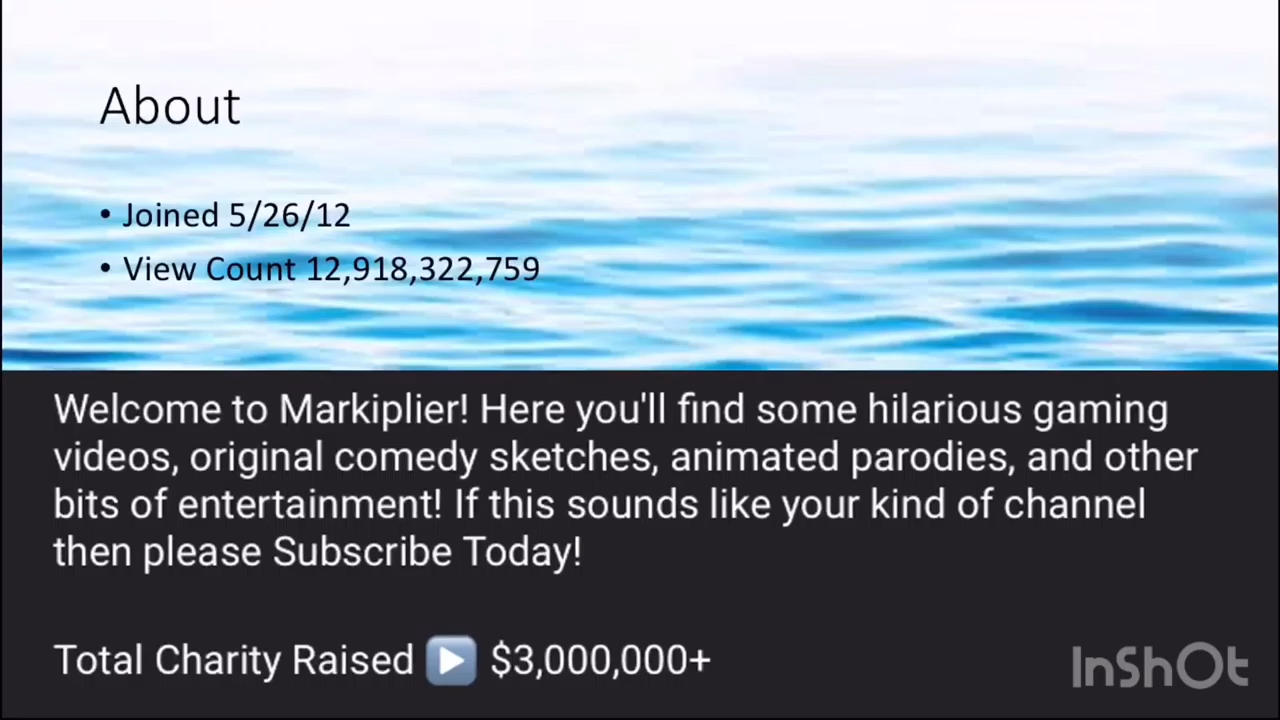 About
• Joined 5/26/12
• View Count 12,918,322,759
Welcome to Markiplier! Here you'll find some hilarious gaming
videos, original comedy sketches, animated parodies, and other
bits of entertainment! If this sounds like your kind of channel
then please Subscribe Today!
Total Charity Raised ▶️ $3,000,000+
InShOt